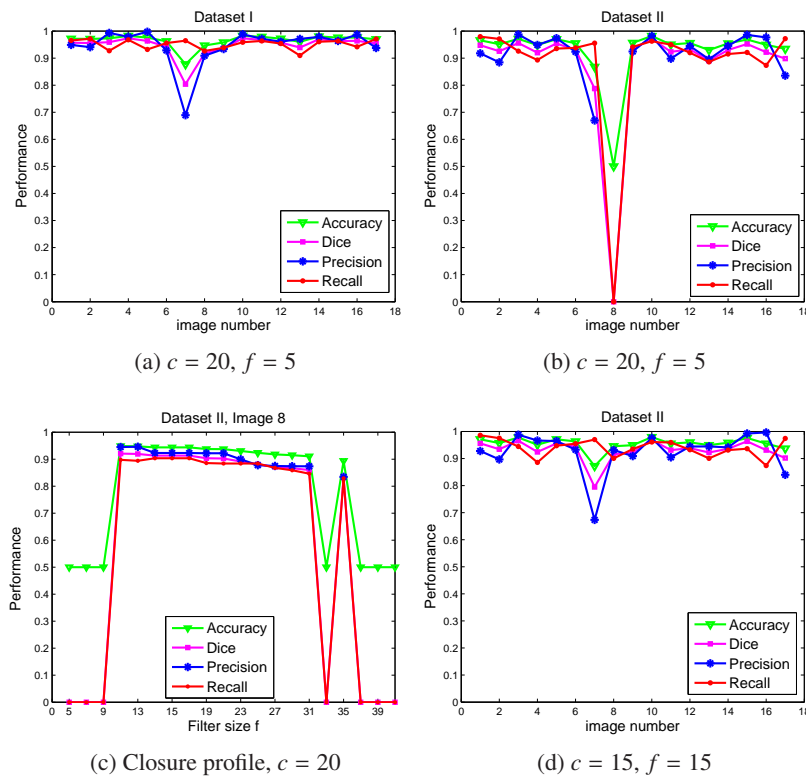 Dataset I
Performance
1
0.9
0.8
0.7
0.6
0.5
0.4
0.3
0.2
0.1
0
0 2 4 6 8 10 12 14 16 18
image number
Accuracy
Dice
Precision
Recall
(a) c = 20, f = 5
Dataset II
Performance
1
0.9
0.8
0.7
0.6
0.5
0.4
0.3
0.2
0.1
0
0 2 4 6 8 10 12 14 16 18
image number
Accuracy
Dice
Precision
Recall
(b) c = 20, f = 5
Dataset II, Image 8
Performance
1
0.9
0.8
0.7
0.6
0.5
0.4
0.3
0.2
0.1
0
0 5 9 13 15 19 23 27 31 35 39
Filter size f
Accuracy
Dice
Precision
Recall
(c) Closure profile, c = 20
Dataset II
Performance
1
0.9
0.8
0.7
0.6
0.5
0.4
0.3
0.2
0.1
0
0 2 4 6 8 10 12 14 16 18
image number
Accuracy
Dice
Precision
Recall
(d) c = 15, f = 15